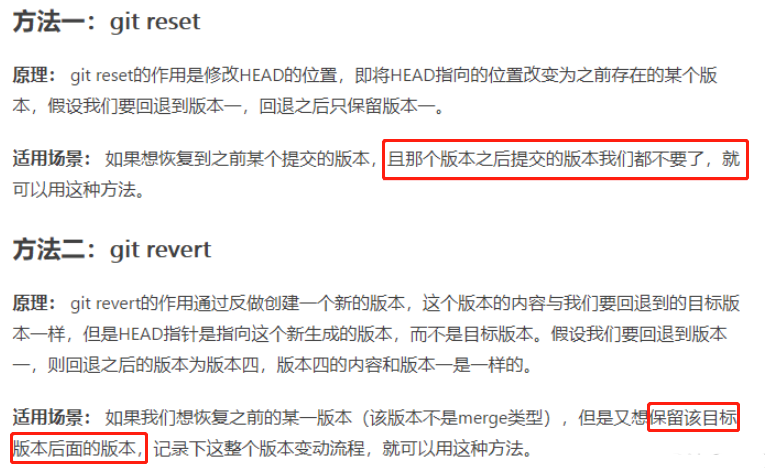 方法一：git reset
原理： git reset的作用是修改HEAD的位置，即将HEAD指向的位置改变为之前存在的某个版
本，假设我们要回退到版本一，回退之后只保留版本一。
适用场景： 如果想恢复到之前某个提交的版本，且那个版本之后提交的版本我们都不要了，就
可以用这种方法。
方法二：git revert
原理： git revert的作用通过反做创建一个新的版本，这个版本的内容与我们要回退到的目标版
本一样，但是HEAD指针是指向这个新生成的版本，而不是目标版本。假设我们要回退到版本
一，则回退之后的版本为版本四，版本四的内容和版本一是一样的。
适用场景： 如果我们想恢复之前的某一版本（该版本不是merge类型），但是又想保留该目标
版本后面的版本，记录下这整个版本变动流程，就可以用这种方法。